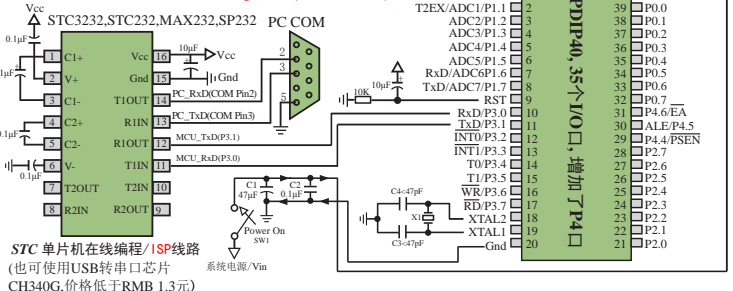 Vcc
STC3232,STC232,MAX232,SP232
PC COM
0.1μF
1 C1+
2 V+
3 C1-
4 C2+
5 C2-
6 V-
7 T2OUT
8 R2IN
Vcc 16
Gnd 15
T1OUT 14
R1IN 13
R1OUT 12
T1IN 11
T2IN 10
R2OUT 9
0.1μF
0.1μF
10μF
Vcc
Gnd
PC_RxD(COM Pin2)
PC_TxD(COM Pin3)
MCU_TxD(P3.1)
MCU_RxD(P3.0)
2
3
5
STC 单片机在线编程/ISP线路
(也可使用USB转串口芯片
CH340G,价格低于RMB 1.3元)
C1
47μF
C2
0.1μF
Power On
SW1
系统电源/Vin
10μF
10K
C4<47pF
X1
C3<47pF
T2EX/ADC1/P1.1 2
ADC2/P1.2 3
ADC3/P1.3 4
ADC4/P1.4 5
ADC5/P1.5 6
RxD/ADC6P1.6 7
TxD/ADC7/P1.7 8
RST 9
RxD/P3.0 10
TxD/P3.1 11
INT0/P3.2 12
INT1/P3.3 13
T0/P3.4 14
T1/P3.5 15
WR/P3.6 16
RD/P3.7 17
XTAL2 18
XTAL1 19
Gnd 20
PDIP40, 35个I/O口, 增加了P4口
39 P0.0
38 P0.1
37 P0.2
36 P0.3
35 P0.4
34 P0.5
33 P0.6
32 P0.7
31 P4.6/EA
30 ALE/P4.5
29 P4.4/PSEN
28 P2.7
27 P2.6
26 P2.5
25 P2.4
24 P2.3
23 P2.2
22 P2.1
21 P2.0